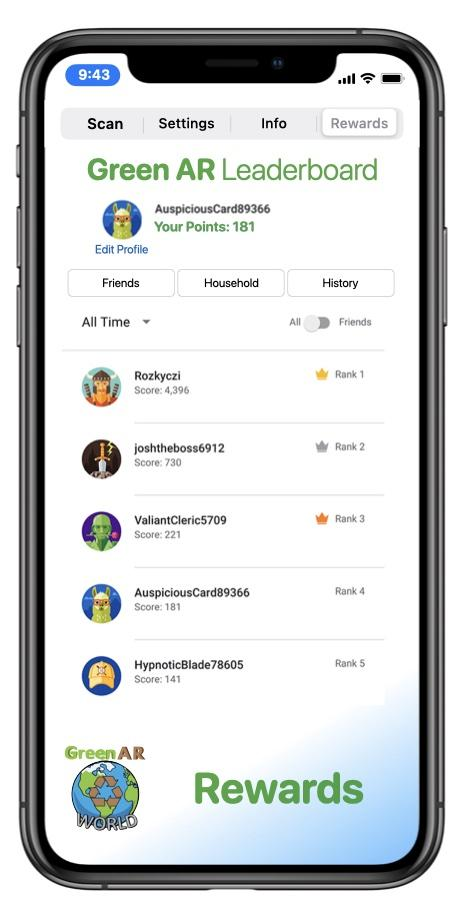 9:43
Scan
Settings
Info
Rewards
Green AR Leaderboard
AuspiciousCard89366
Your Points: 181
Edit Profile
Friends
Household
History
All Time
All
Friends
Rozkyczi
Rank 1
Score: 4,396
joshtheboss6912
Rank 2
Score: 730
ValiantCleric5709
Rank 3
Score: 221
AuspiciousCard89366
Rank 4
Score: 181
HypnoticBlade78605
Rank 5
Score: 141
Green AR
WORLD
Rewards